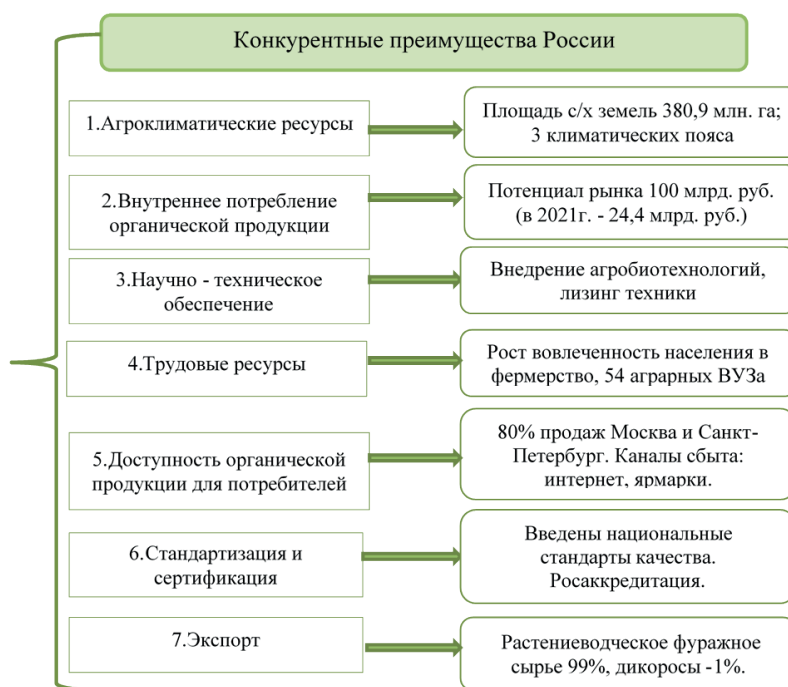 Конкурентные преимущества России
1.Агроклиматические ресурсы
Площадь с/х земель 380,9 млн. га;
3 климатических пояса
2.Внутреннее потребление
органической продукции
Потенциал рынка 100 млрд. руб.
(в 2021г. - 24,4 млрд. руб.)
3.Научно - техническое
обеспечение
Внедрение агробиотехнологий,
лизинг техники
4.Трудовые ресурсы
Рост вовлеченность населения в
фермерство, 54 аграрных ВУЗа
5.Доступность органической
продукции для потребителей
80% продаж Москва и Санкт-
Петербург. Каналы сбыта:
интернет, ярмарки.
6.Стандартизация и
сертификация
Введены национальные
стандарты качества.
Росаккредитация.
7.Экспорт
Растениеводческое фуражное
сырье 99%, дикоросы -1%.